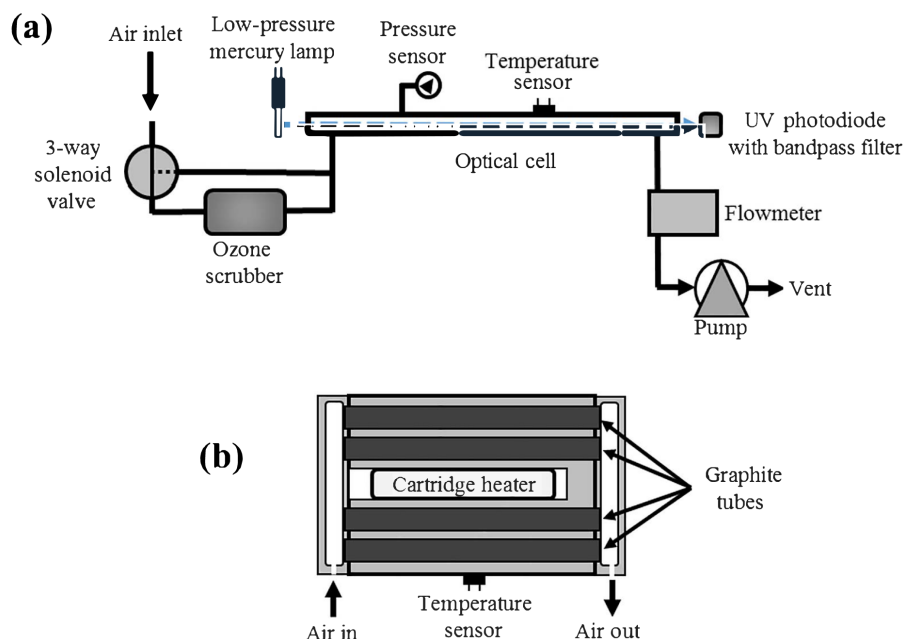 (a)
Air inlet
Low-pressure
mercury lamp
Pressure
sensor
Temperature
sensor
UV photodiode
with bandpass filter
3-way
solenoid
valve
Optical cell
Ozone
scrubber
Flowmeter
Vent
Pump
(b)
Cartridge heater
Graphite
tubes
Temperature
sensor
Air in
Air out